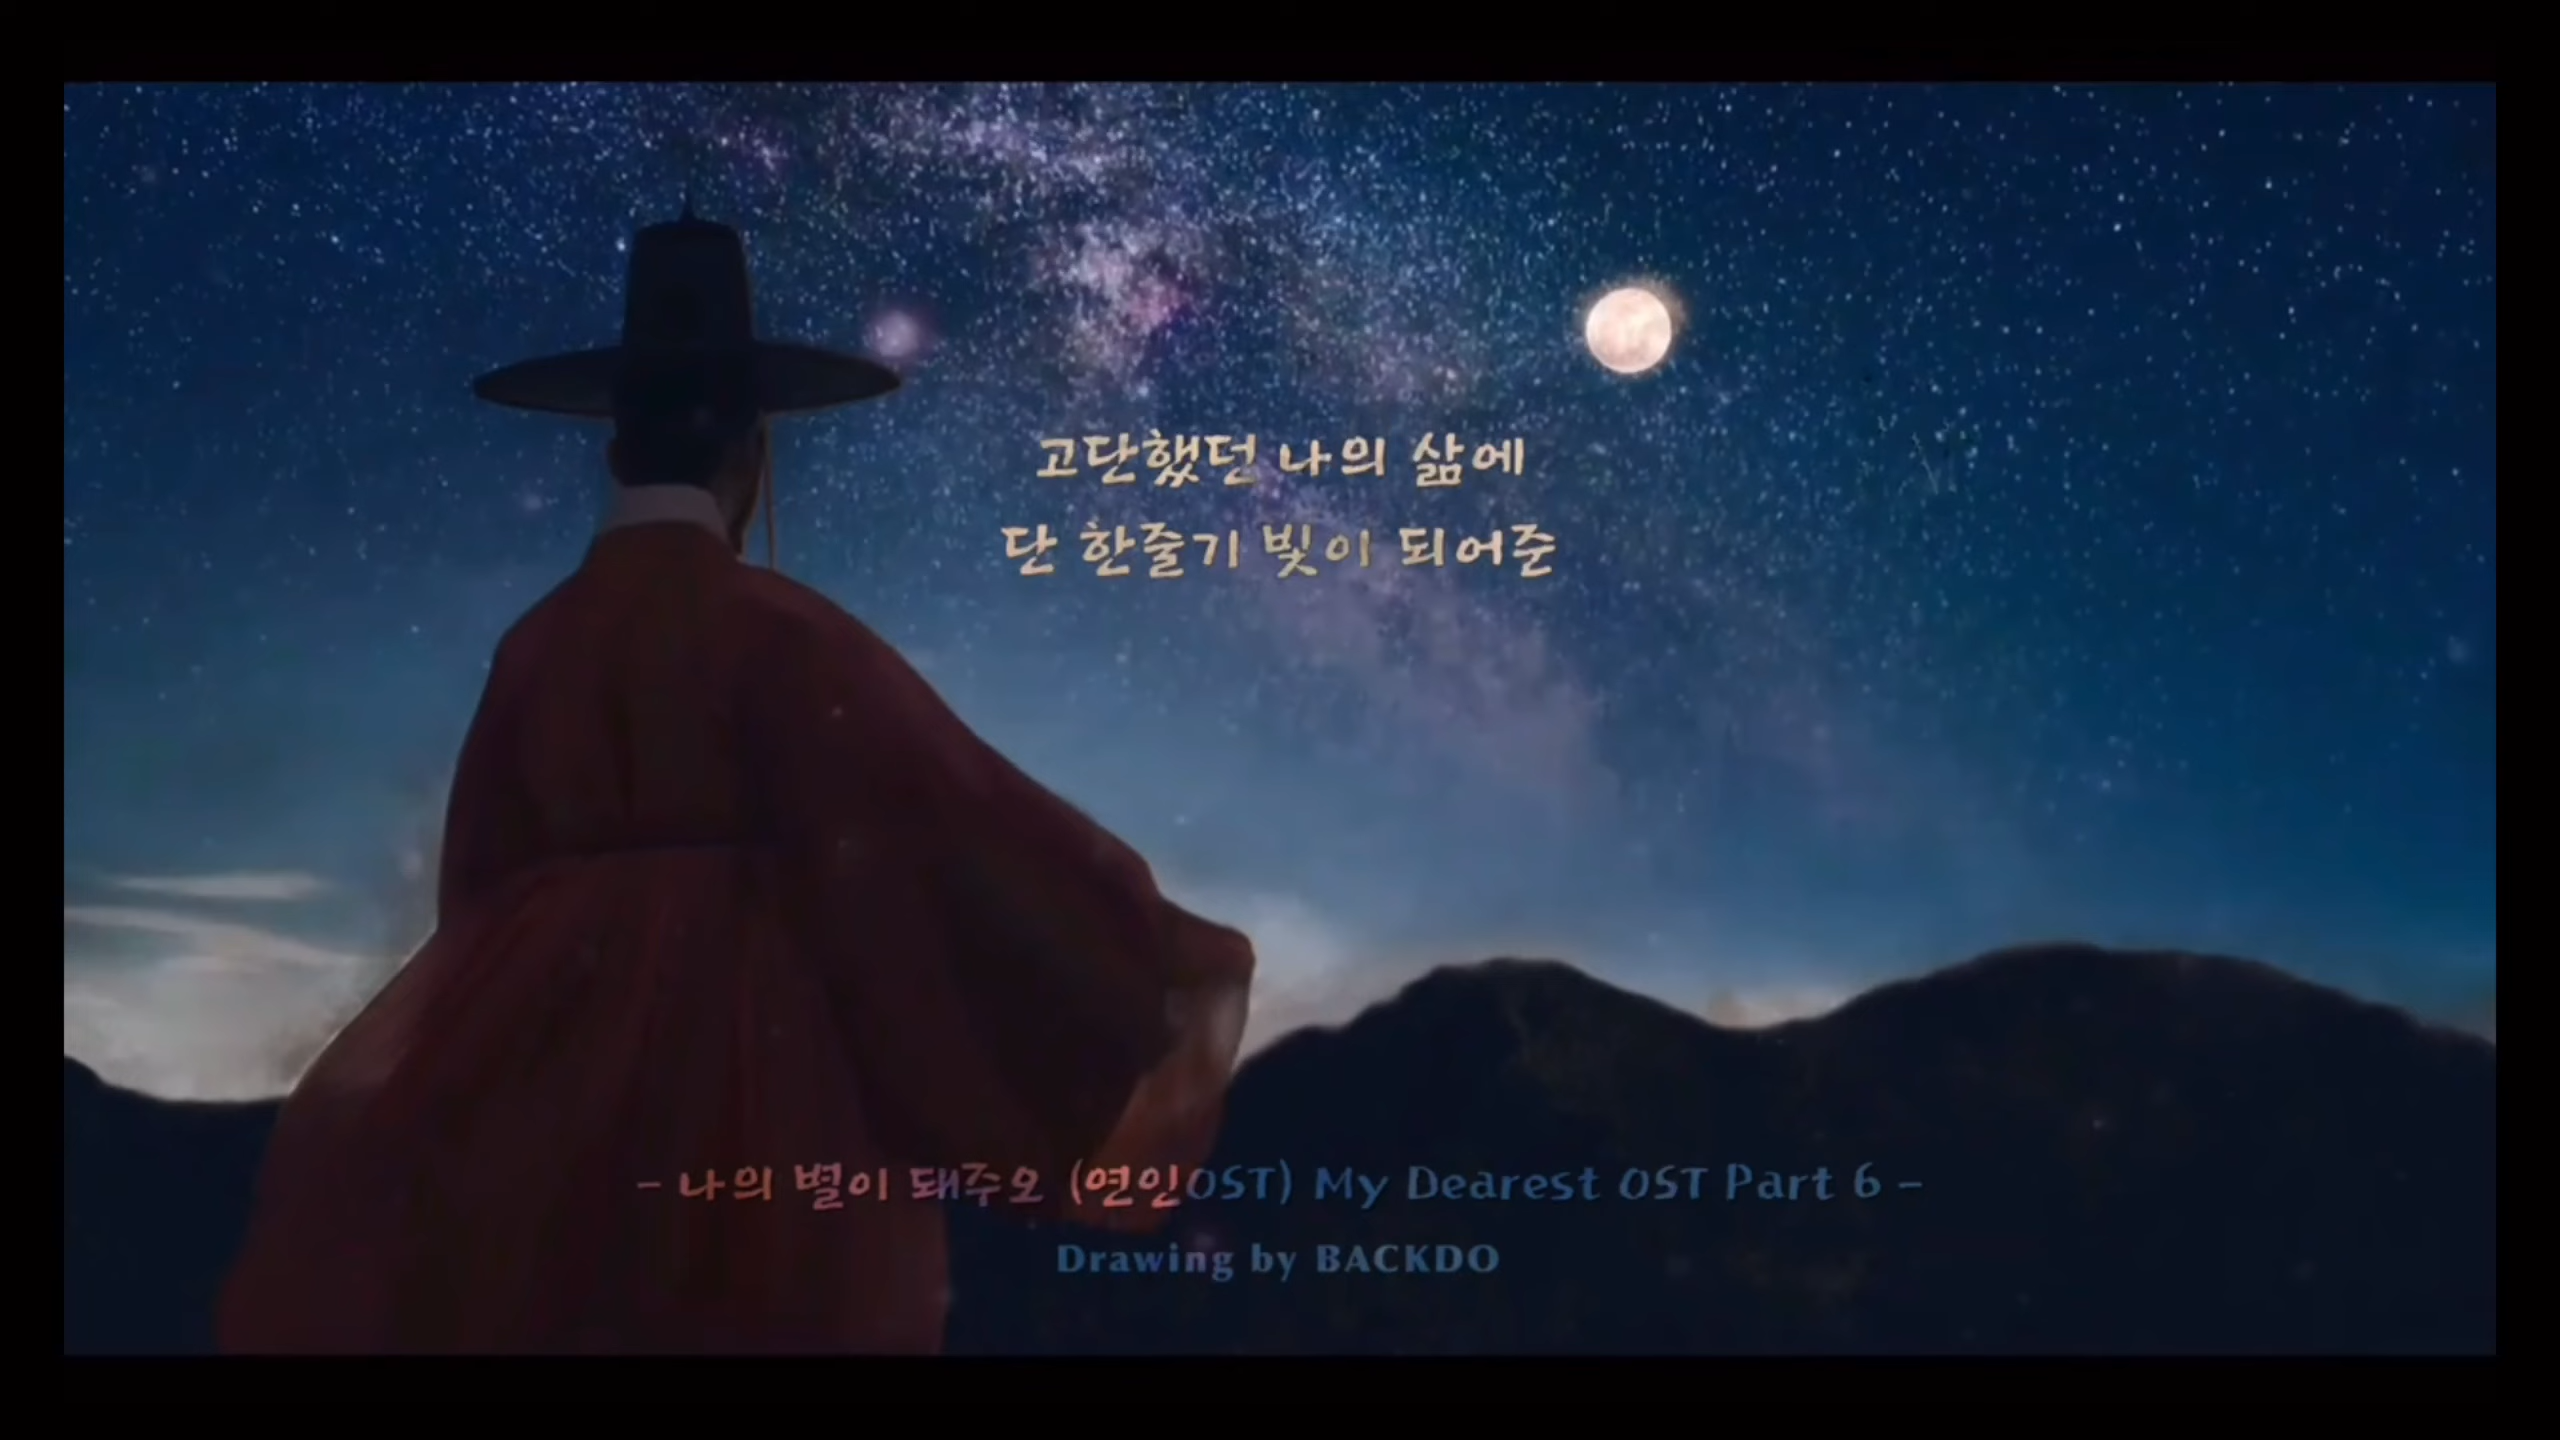 고단했던 나의 삶에
단 한줄기 빛이 되어준
- 나의 별이 돼주오 (연인OST) My Dearest OST Part 6 -
Drawing by BACKDO